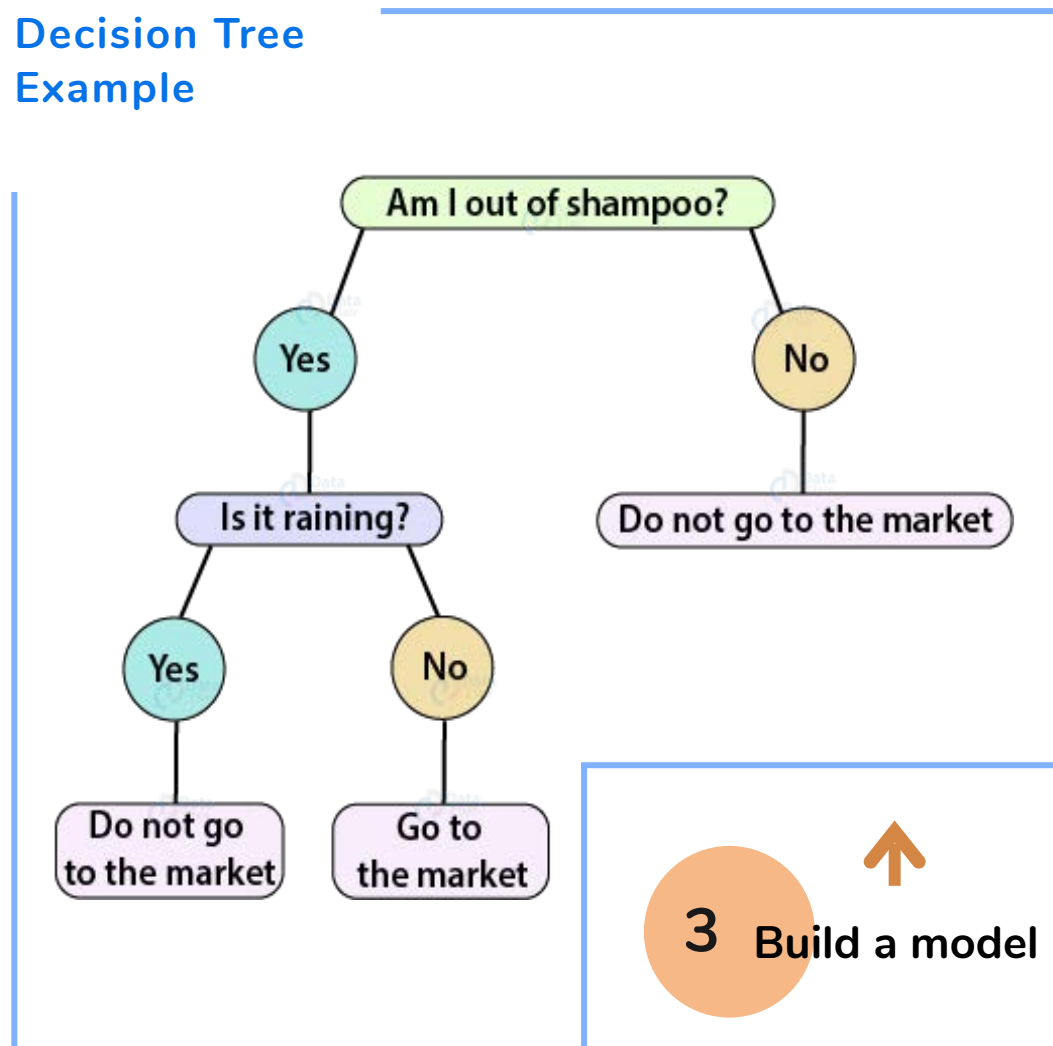 Decision Tree
Example
Am I out of shampoo?
Yes
No
Is it raining?
Do not go to the market
Yes
No
Do not go
to the market
Go to
the market
3
Build a model